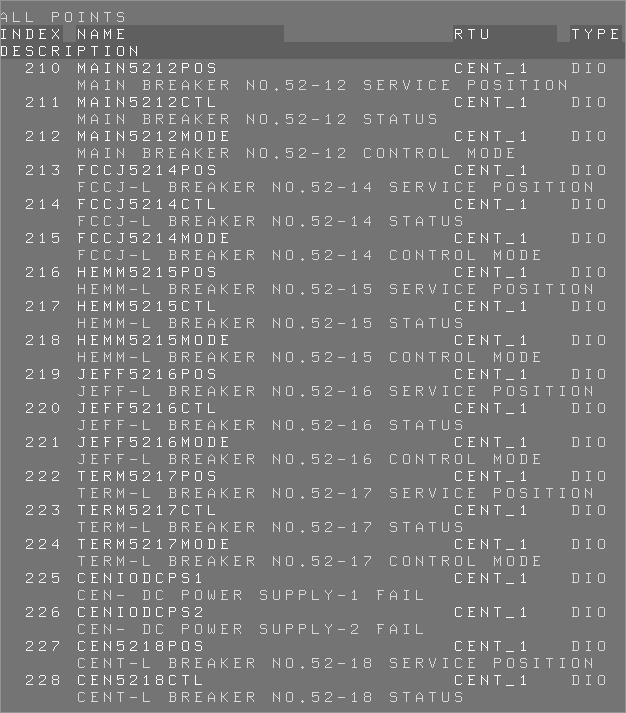 ALL POINTS
INDEX NAME RTU TYPE
DESCRIPTION
210 MAIN5212POS CENT_1 DIO
MAIN BREAKER NO.52-12 SERVICE POSITION
211 MAIN5212CTL CENT_1 DIO
MAIN BREAKER NO.52-12 STATUS
212 MAIN5212MODE CENT_1 DIO
MAIN BREAKER NO.52-12 CONTROL MODE
213 FCCJ5214POS CENT_1 DIO
FCCJ-L BREAKER NO.52-14 SERVICE POSITION
214 FCCJ5214CTL CENT_1 DIO
FCCJ-L BREAKER NO.52-14 STATUS
215 FCCJ5214MODE CENT_1 DIO
FCCJ-L BREAKER NO.52-14 CONTROL MODE
216 HEMM5215POS CENT_1 DIO
HEMM-L BREAKER NO.52-15 SERVICE POSITION
217 HEMM5215CTL CENT_1 DIO
HEMM-L BREAKER NO.52-15 STATUS
218 HEMM5215MODE CENT_1 DIO
HEMM-L BREAKER NO.52-15 CONTROL MODE
219 JEFF5216POS CENT_1 DIO
JEFF-L BREAKER NO.52-16 SERVICE POSITION
220 JEFF5216CTL CENT_1 DIO
JEFF-L BREAKER NO.52-16 STATUS
221 JEFF5216MODE CENT_1 DIO
JEFF-L BREAKER NO.52-16 CONTROL MODE
222 TERM5217POS CENT_1 DIO
TERM-L BREAKER NO.52-17 SERVICE POSITION
223 TERM5217CTL CENT_1 DIO
TERM-L BREAKER NO.52-17 STATUS
224 TERM5217MODE CENT_1 DIO
TERM-L BREAKER NO.52-17 CONTROL MODE
225 CENIODCPS1 CENT_1 DIO
CEN- DC POWER SUPPLY-1 FAIL
226 CENIODCPS2 CENT_1 DIO
CEN- DC POWER SUPPLY-2 FAIL
227 CEN5218POS CENT_1 DIO
CENT-L BREAKER NO.52-18 SERVICE POSITION
228 CEN5218CTL CENT_1 DIO
CENT-L BREAKER NO.52-18 STATUS